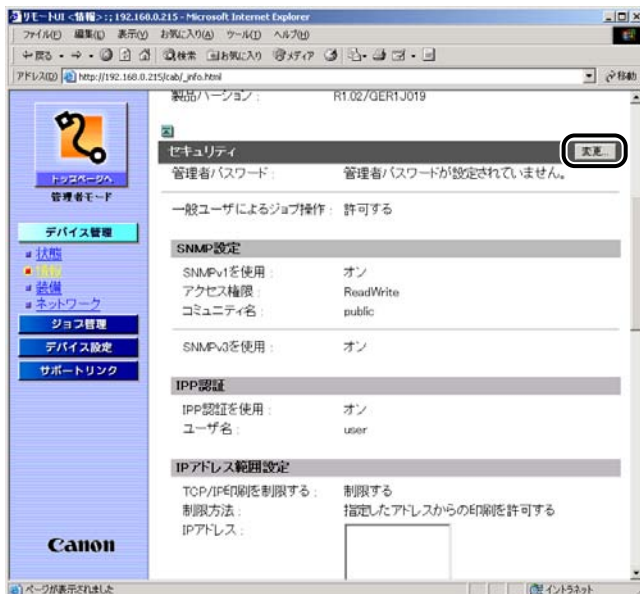 リモートUI <情報> : ; 192.168.0.215 - Microsoft Internet Explorer
ファイル(F) 編集(E) 表示(V) お気に入り(A) ツール(T) ヘルプ(H)
戻る 検索 お気に入り メディア
アドレス(D) http://192.168.0.215/cab/_info.html 移動
製品バージョン : R1.02/QER1J019
セキュリティ 変更...
管理者パスワード : 管理者パスワードが設定されていません。
一般ユーザによるジョブ操作 : 許可する
SNMP設定
SNMPv1を使用 : オン
アクセス権限 : ReadWrite
コミュニティ名 : public
SNMPv3を使用 : オン
IPP認証
IPP認証を使用 : オン
ユーザ名 : user
IPアドレス範囲設定
TCP/IP印刷を制限する : 制限する
制限方法 : 指定したアドレスからの印刷を許可する
IPアドレス :
トップページへ
管理者モード
デバイス管理
状態
情報
装備
ネットワーク
ジョブ管理
デバイス設定
サポートリンク
Canon
ページが表示されました イントラネット